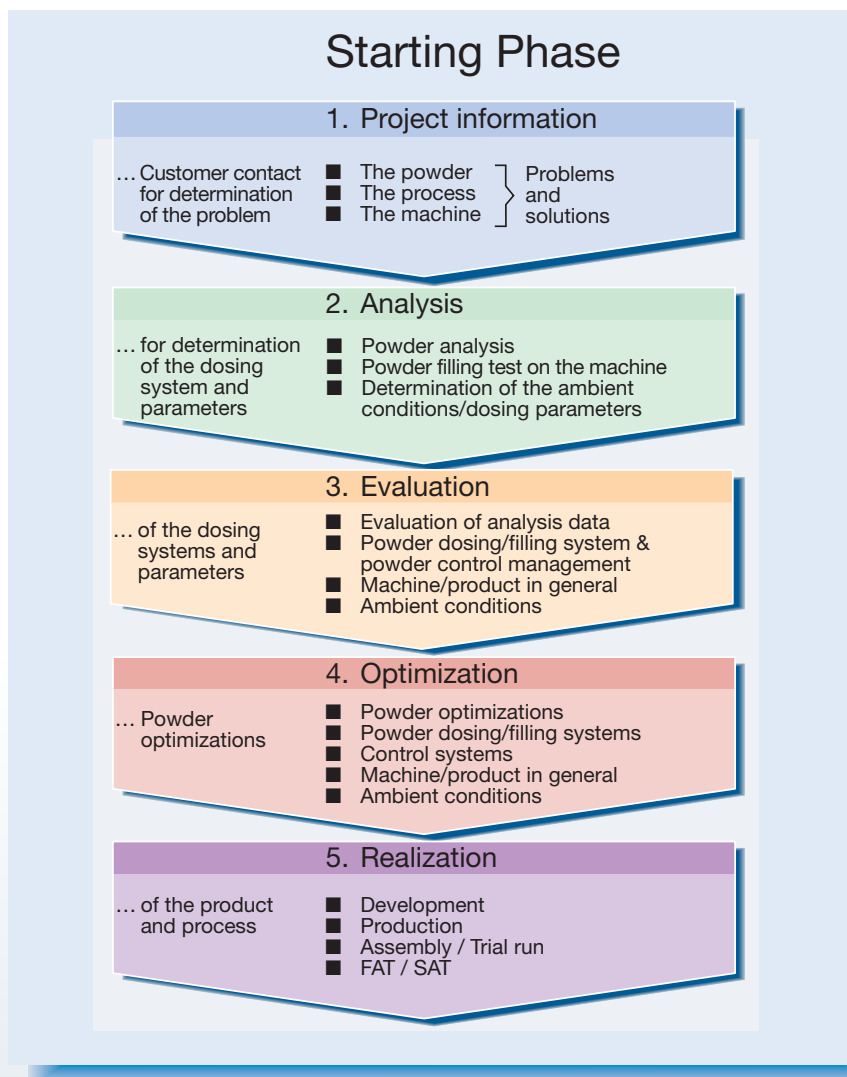 Starting Phase
1. Project information
… Customer contact
for determination
of the problem
■ The powder
■ The process
■ The machine
Problems
and
solutions
2. Analysis
… for determination
of the dosing
system and
parameters
■ Powder analysis
■ Powder filling test on the machine
■ Determination of the ambient
conditions/dosing parameters
3. Evaluation
… of the dosing
systems and
parameters
■ Evaluation of analysis data
■ Powder dosing/filling system &
powder control management
■ Machine/product in general
■ Ambient conditions
4. Optimization
… Powder
optimizations
■ Powder optimizations
■ Powder dosing/filling systems
■ Control systems
■ Machine/product in general
■ Ambient conditions
5. Realization
… of the product
and process
■ Development
■ Production
■ Assembly / Trial run
■ FAT / SAT